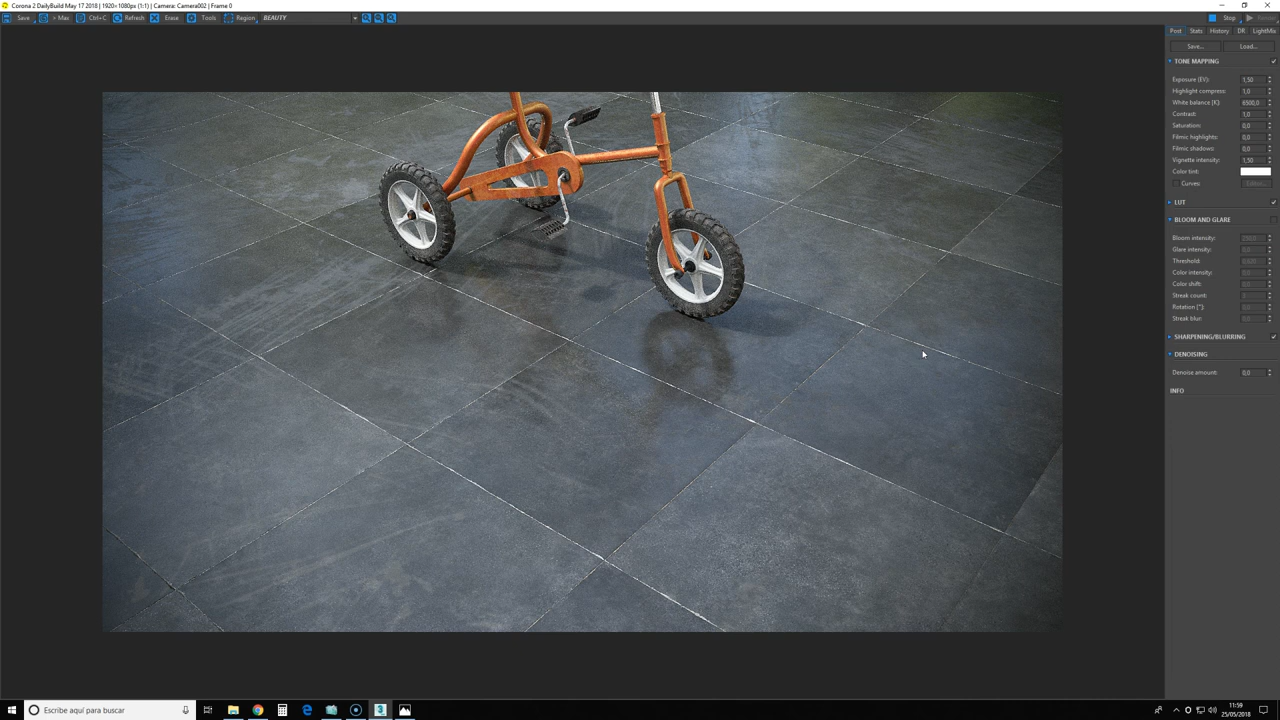 Corona 2 DailyBuild May 17 2018 | 1920×1080px (1:1) | Camera: Camera002 | Frame 0
Save > Max Ctrl+C Refresh Erase Tools Region BEAUTY Stop Render
Post Stats History DR LightMix
Save... Load...
TONE MAPPING
Exposure (EV): 1,50
Highlight compress: 1,0
White balance [K]: 6500,0
Contrast: 1,0
Saturation: 0,0
Filmic highlights: 0,0
Filmic shadows: 0,0
Vignette intensity: 1,50
Color tint:
Curves: Editor...
LUT
BLOOM AND GLARE
Bloom intensity:
Glare intensity:
Threshold:
Color intensity:
Color shift:
Streak count:
Rotation [°]:
Streak blur:
SHARPENING/BLURRING
DENOISING
Denoise amount: 0,0
INFO
Escribe aquí para buscar
11:59
25/05/2018